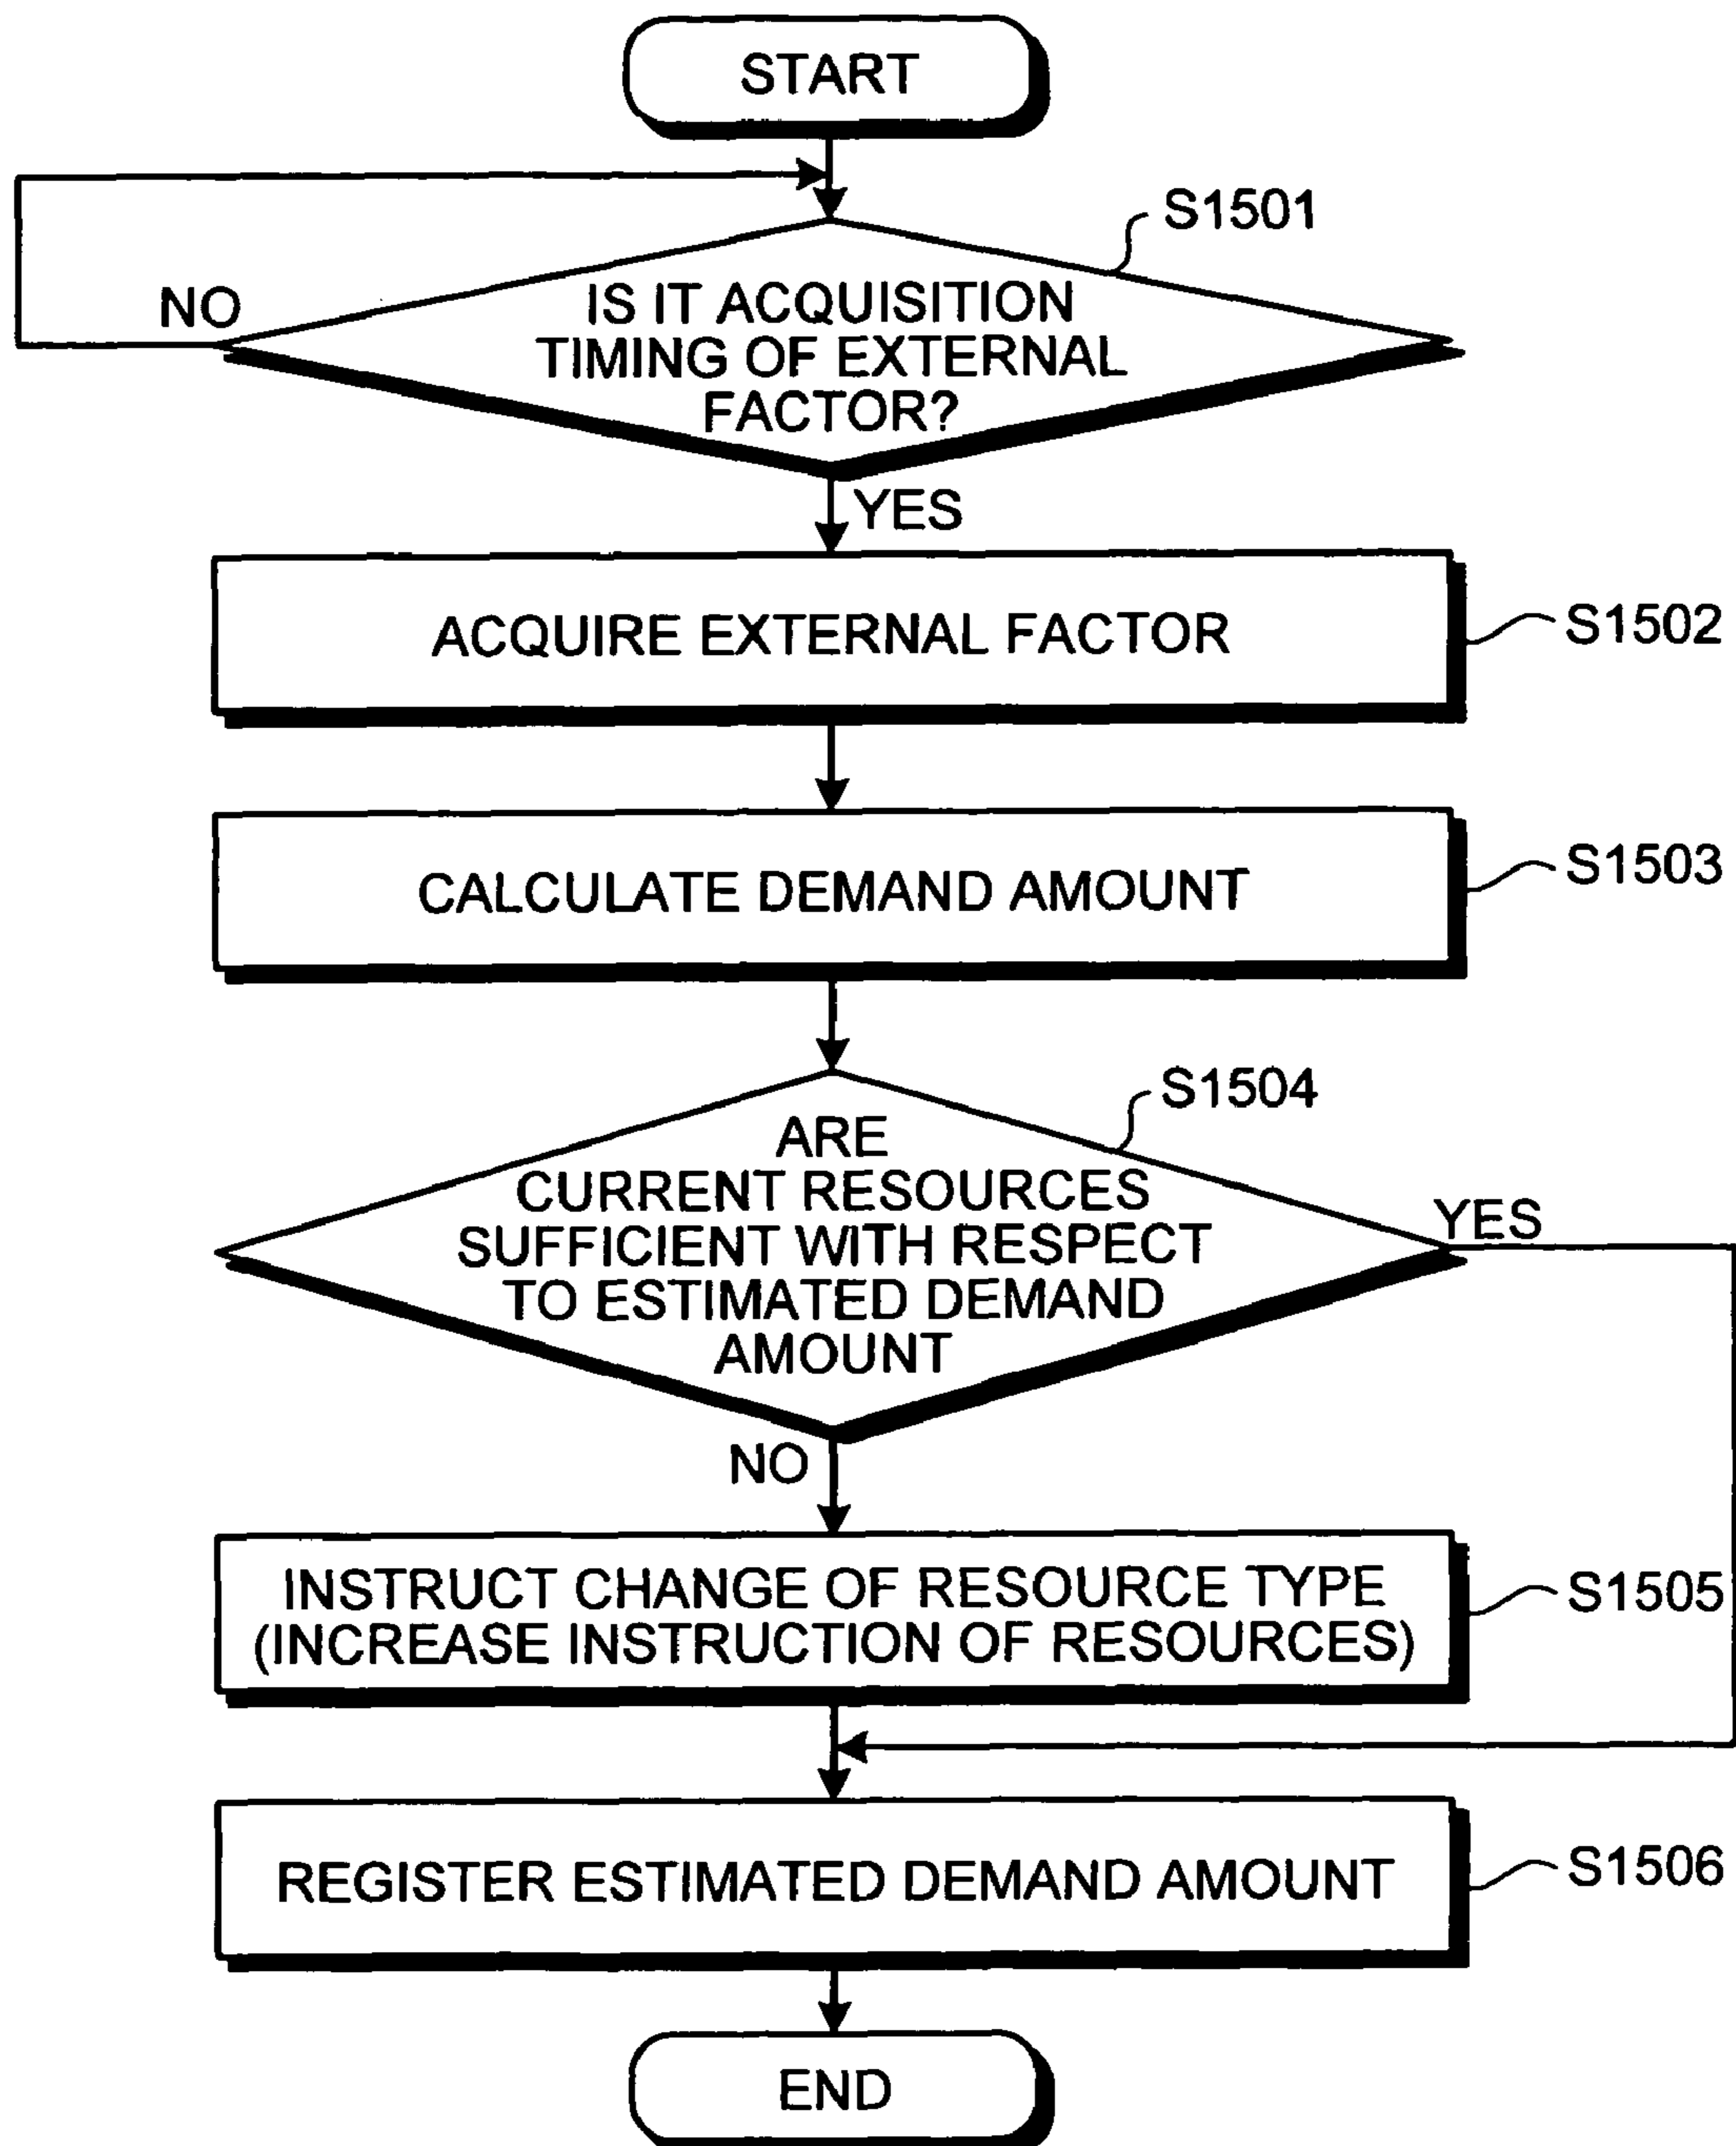 START
S1501
IS IT ACQUISITION
TIMING OF EXTERNAL
FACTOR?
NO
YES
ACQUIRE EXTERNAL FACTOR
S1502
CALCULATE DEMAND AMOUNT
S1503
S1504
ARE
CURRENT RESOURCES
SUFFICIENT WITH RESPECT
TO ESTIMATED DEMAND
AMOUNT
YES
NO
INSTRUCT CHANGE OF RESOURCE TYPE
(INCREASE INSTRUCTION OF RESOURCES)
S1505
REGISTER ESTIMATED DEMAND AMOUNT
S1506
END